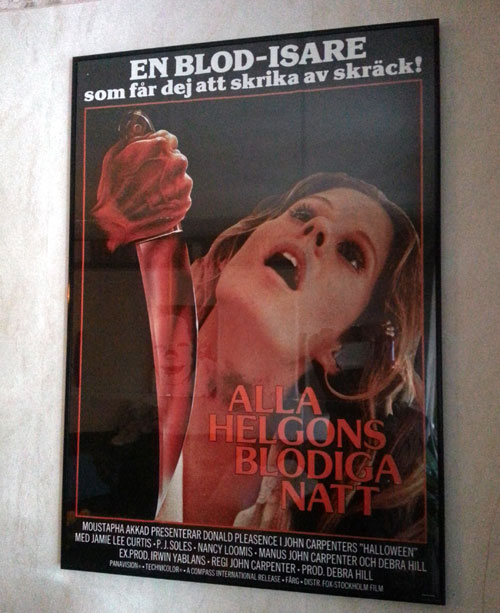 EN BLOD-ISARE
som får dej att skrika av skräck!
ALLA
HELGONS
BLODIGA
NATT
MOUSTAPHA AKKAD PRESENTERAR DONALD PLEASENCE I JOHN CARPENTERS "HALLOWEEN"
MED JAMIE LEE CURTIS • P.J. SOLES • NANCY LOOMIS • MANUS JOHN CARPENTER OCH DEBRA HILL
EX.PROD. IRWIN YABLANS • REGI JOHN CARPENTER • PROD. DEBRA HILL
PANAVISION • TECHNICOLOR • A COMPASS INTERNATIONAL RELEASE • FÄRG • DISTR. FOX-STOCKHOLM FILM